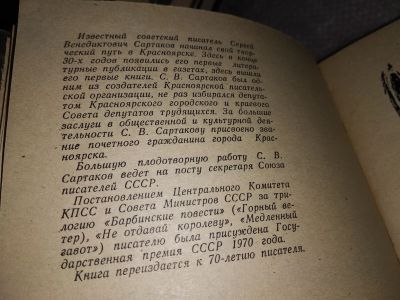 Известный советский писатель Сергей
Венедиктович Сартаков начинал свой твор-
ческий путь в Красноярске. Здесь в конце
30-х годов появились его первые литера-
турные публикации в газетах, здесь вышли
его первые книги. С. В. Сартаков был од-
ним из создателей Красноярской писатель-
ской организации, не раз избирался депута-
том Красноярского городского и краевого
Совета депутатов трудящихся. За большие
заслуги в общественной и культурной дея-
тельности С. В. Сартакову присвоено зва-
ние почетного гражданина города Крас-
ноярска.
Большую плодотворную работу С. В.
Сартаков ведет на посту секретаря Союза
писателей СССР.
Постановлением Центрального Комитета
КПСС и Совета Министров СССР за три-
логию «Барбинские повести» («Горный ве-
тер», «Не отдавай королеву», «Медленный
гавот») писателю была присуждена Госу-
дарственная премия СССР 1970 года.
Книга переиздается к 70-летию писателя.